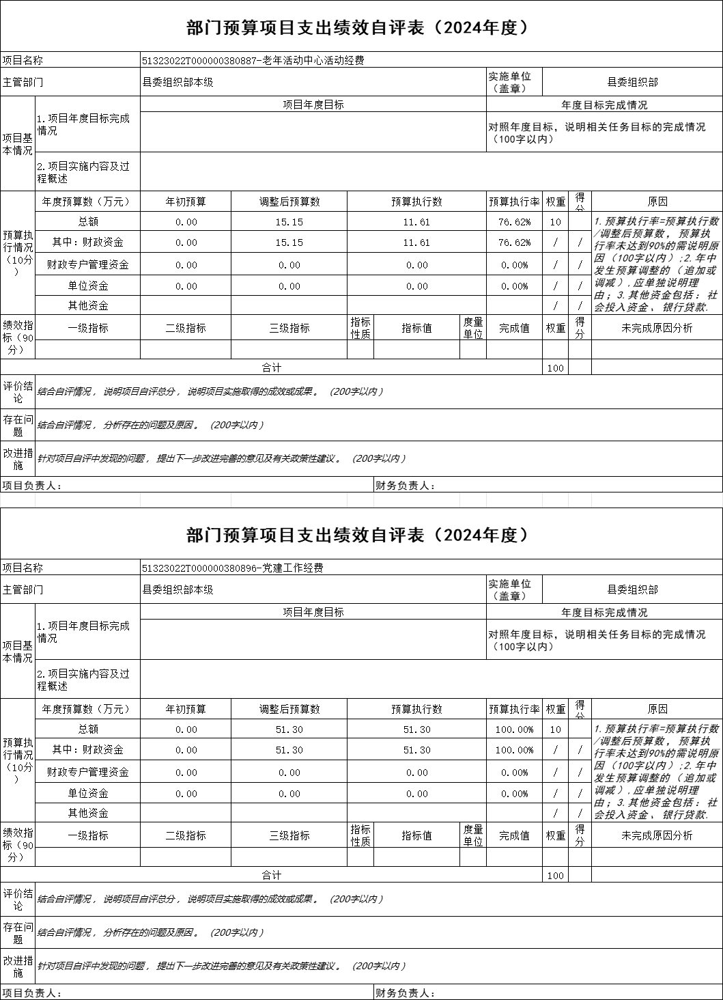 部门预算项目支出绩效自评表（2024年度）
项目名称 51323022T000000380887-老年活动中心活动经费
主管部门 县委组织部本级 实施单位（盖章） 县委组织部
项目基本情况 1.项目年度目标完成情况 项目年度目标 年度目标完成情况
对照年度目标，说明相关任务目标的完成情况（100字以内）
2.项目实施内容及过程概述
预算执行情况（10分） 年度预算数（万元） 年初预算 调整后预算数 预算执行数 预算执行率 权重 得分 原因
总额 0.00 15.15 11.61 76.62% 10
其中：财政资金 0.00 15.15 11.61 76.62% / /
财政专户管理资金 0.00 0.00 0.00 0.00% / /
单位资金 0.00 0.00 0.00 0.00% / /
其他资金 / /
1.预算执行率=预算执行数
/调整后预算数，预算执
行率未达到90%的需说明原
因（100字以内）;2.年中
发生预算调整的（追加或
调减）,应单独说明理
由；3.其他资金包括：社
会投入资金、银行贷款.
绩效指标（90分） 一级指标 二级指标 三级指标 指标性质 指标值 度量单位 完成值 权重 得分 未完成原因分析
合计 100
评价结论 结合自评情况，说明项目自评总分，说明项目实施取得的成效或成果。（200字以内）
存在问题 结合自评情况，分析存在的问题及原因。（200字以内）
改进措施 针对项目自评中发现的问题，提出下一步改进完善的意见及有关政策性建议。（200字以内）
项目负责人： 财务负责人：
部门预算项目支出绩效自评表（2024年度）
项目名称 51323022T000000380896-党建工作经费
主管部门 县委组织部本级 实施单位（盖章） 县委组织部
项目基本情况 1.项目年度目标完成情况 项目年度目标 年度目标完成情况
对照年度目标，说明相关任务目标的完成情况（100字以内）
2.项目实施内容及过程概述
预算执行情况（10分） 年度预算数（万元） 年初预算 调整后预算数 预算执行数 预算执行率 权重 得分 原因
总额 0.00 51.30 51.30 100.00% 10
其中：财政资金 0.00 51.30 51.30 100.00% / /
财政专户管理资金 0.00 0.00 0.00 0.00% / /
单位资金 0.00 0.00 0.00 0.00% / /
其他资金 / /
1.预算执行率=预算执行数
/调整后预算数，预算执
行率未达到90%的需说明原
因（100字以内）;2.年中
发生预算调整的（追加或
调减）,应单独说明理
由；3.其他资金包括：社
会投入资金、银行贷款.
绩效指标（90分） 一级指标 二级指标 三级指标 指标性质 指标值 度量单位 完成值 权重 得分 未完成原因分析
合计 100
评价结论 结合自评情况，说明项目自评总分，说明项目实施取得的成效或成果。（200字以内）
存在问题 结合自评情况，分析存在的问题及原因。（200字以内）
改进措施 针对项目自评中发现的问题，提出下一步改进完善的意见及有关政策性建议。（200字以内）
项目负责人： 财务负责人：